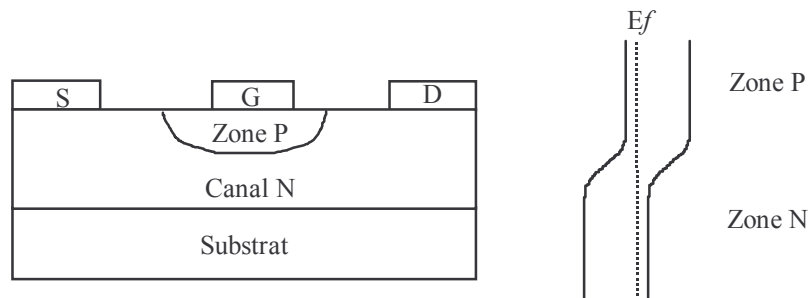 Ef
S G D
Zone P
Canal N
Substrat
Zone P
Zone N